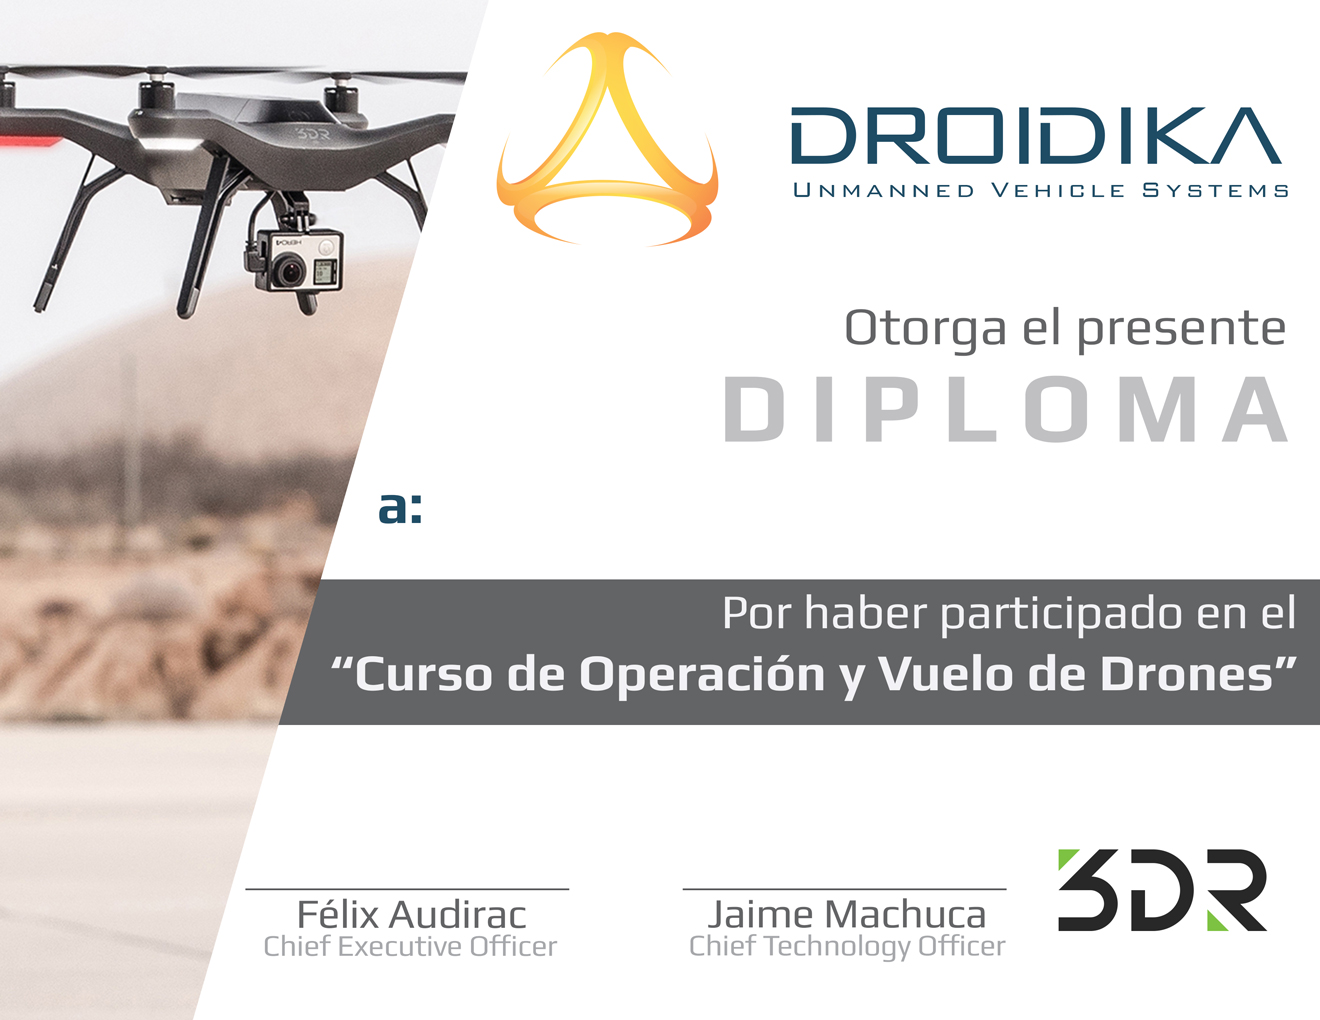 3DR
DROIDIKA
UNMANNED VEHICLE SYSTEMS
Otorga el presente
DIPLOMA
a:
Por haber participado en el
“Curso de Operación y Vuelo de Drones”
Félix Audirac
Chief Executive Officer
Jaime Machuca
Chief Technology Officer
3DR